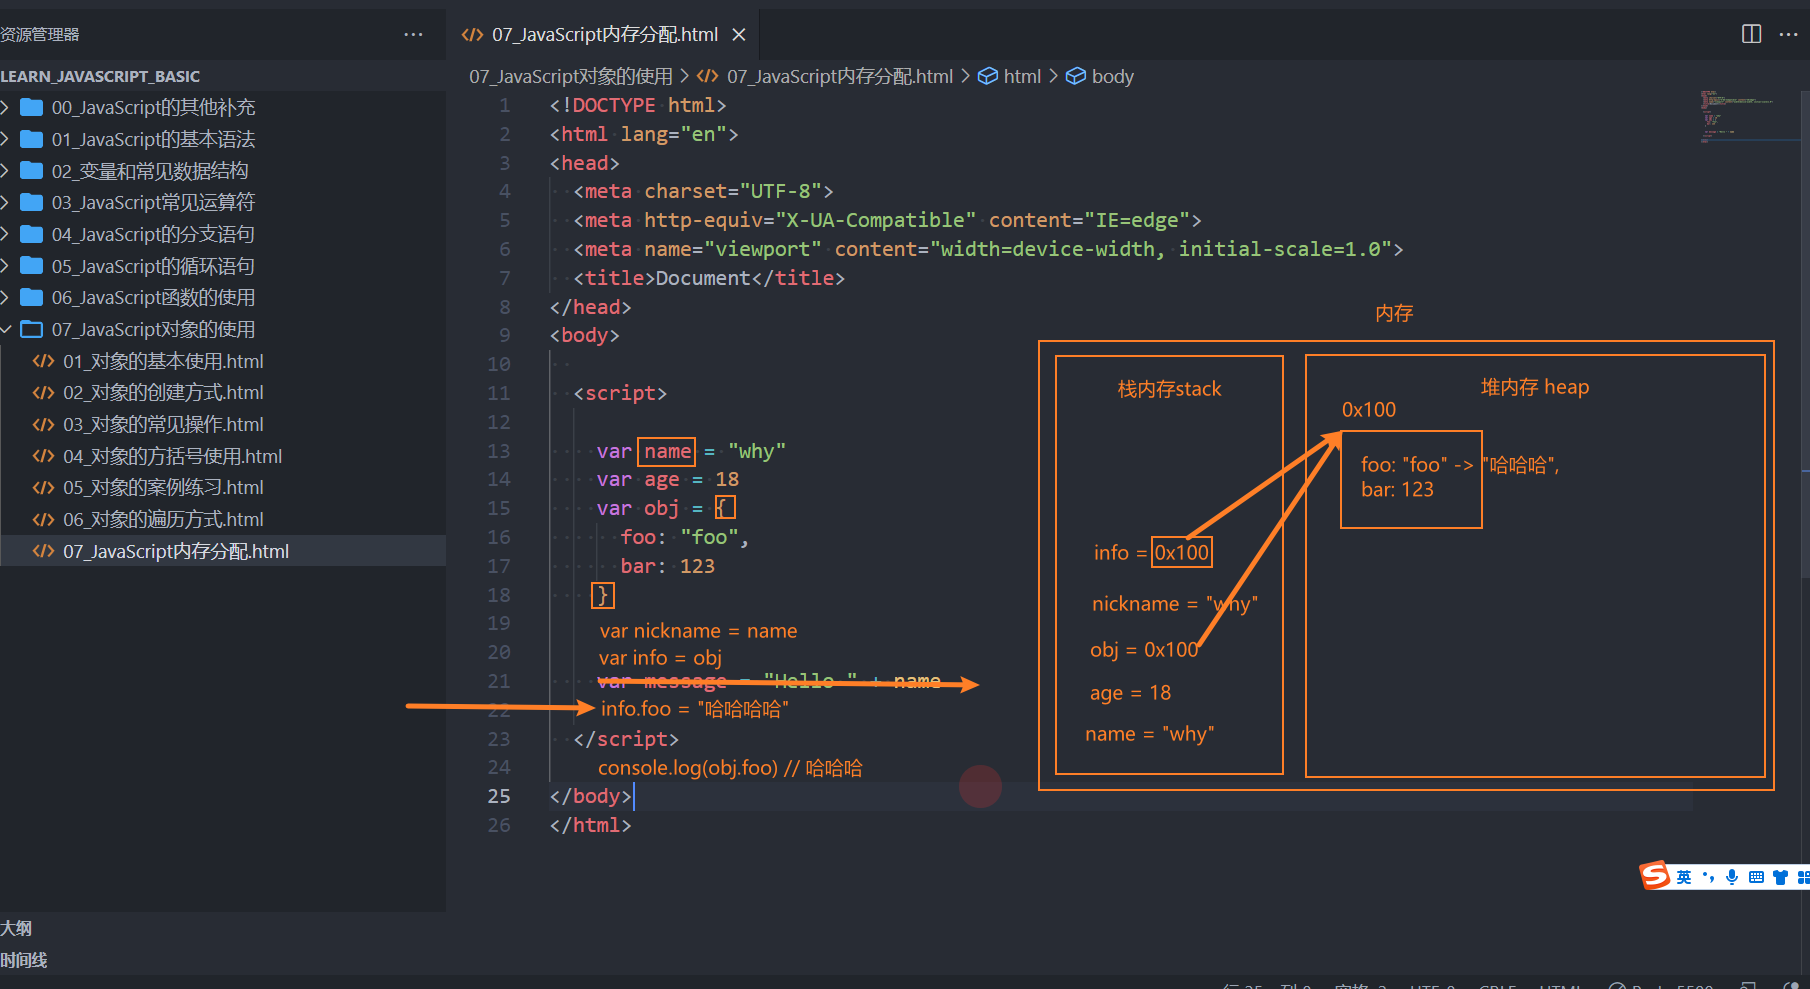 资源管理器
···
07_JavaScript内存分配.html
LEARN_JAVASCRIPT_BASIC
00_JavaScript的其他补充
01_JavaScript的基本语法
02_变量和常见数据结构
03_JavaScript常见运算符
04_JavaScript的分支语句
05_JavaScript的循环语句
06_JavaScript函数的使用
07_JavaScript对象的使用
01_对象的基本使用.html
02_对象的创建方式.html
03_对象的常见操作.html
04_对象的方括号使用.html
05_对象的案例练习.html
06_对象的遍历方式.html
07_JavaScript内存分配.html
大纲
时间线
07_JavaScript对象的使用 > </> 07_JavaScript内存分配.html > html > body
1 <!DOCTYPE html>
2 <html lang="en">
3 <head>
4 <meta charset="UTF-8">
5 <meta http-equiv="X-UA-Compatible" content="IE=edge">
6 <meta name="viewport" content="width=device-width, initial-scale=1.0">
7 <title>Document</title>
8 </head>
9 <body>
10
11 <script>
12
13 var name = "why"
14 var age = 18
15 var obj = {
16 foo: "foo",
17 bar: 123
18 }
19 var nickname = name
20 var info = obj
21 var message = "Hello " + name
22 info.foo = "哈哈哈哈"
23 </script>
24 console.log(obj.foo) // 哈哈哈
25 </body>
26 </html>
内存
栈内存stack
info = 0x100
nickname = "why"
obj = 0x100
age = 18
name = "why"
堆内存 heap
0x100
foo: "foo" -> "哈哈哈",
bar: 123
英